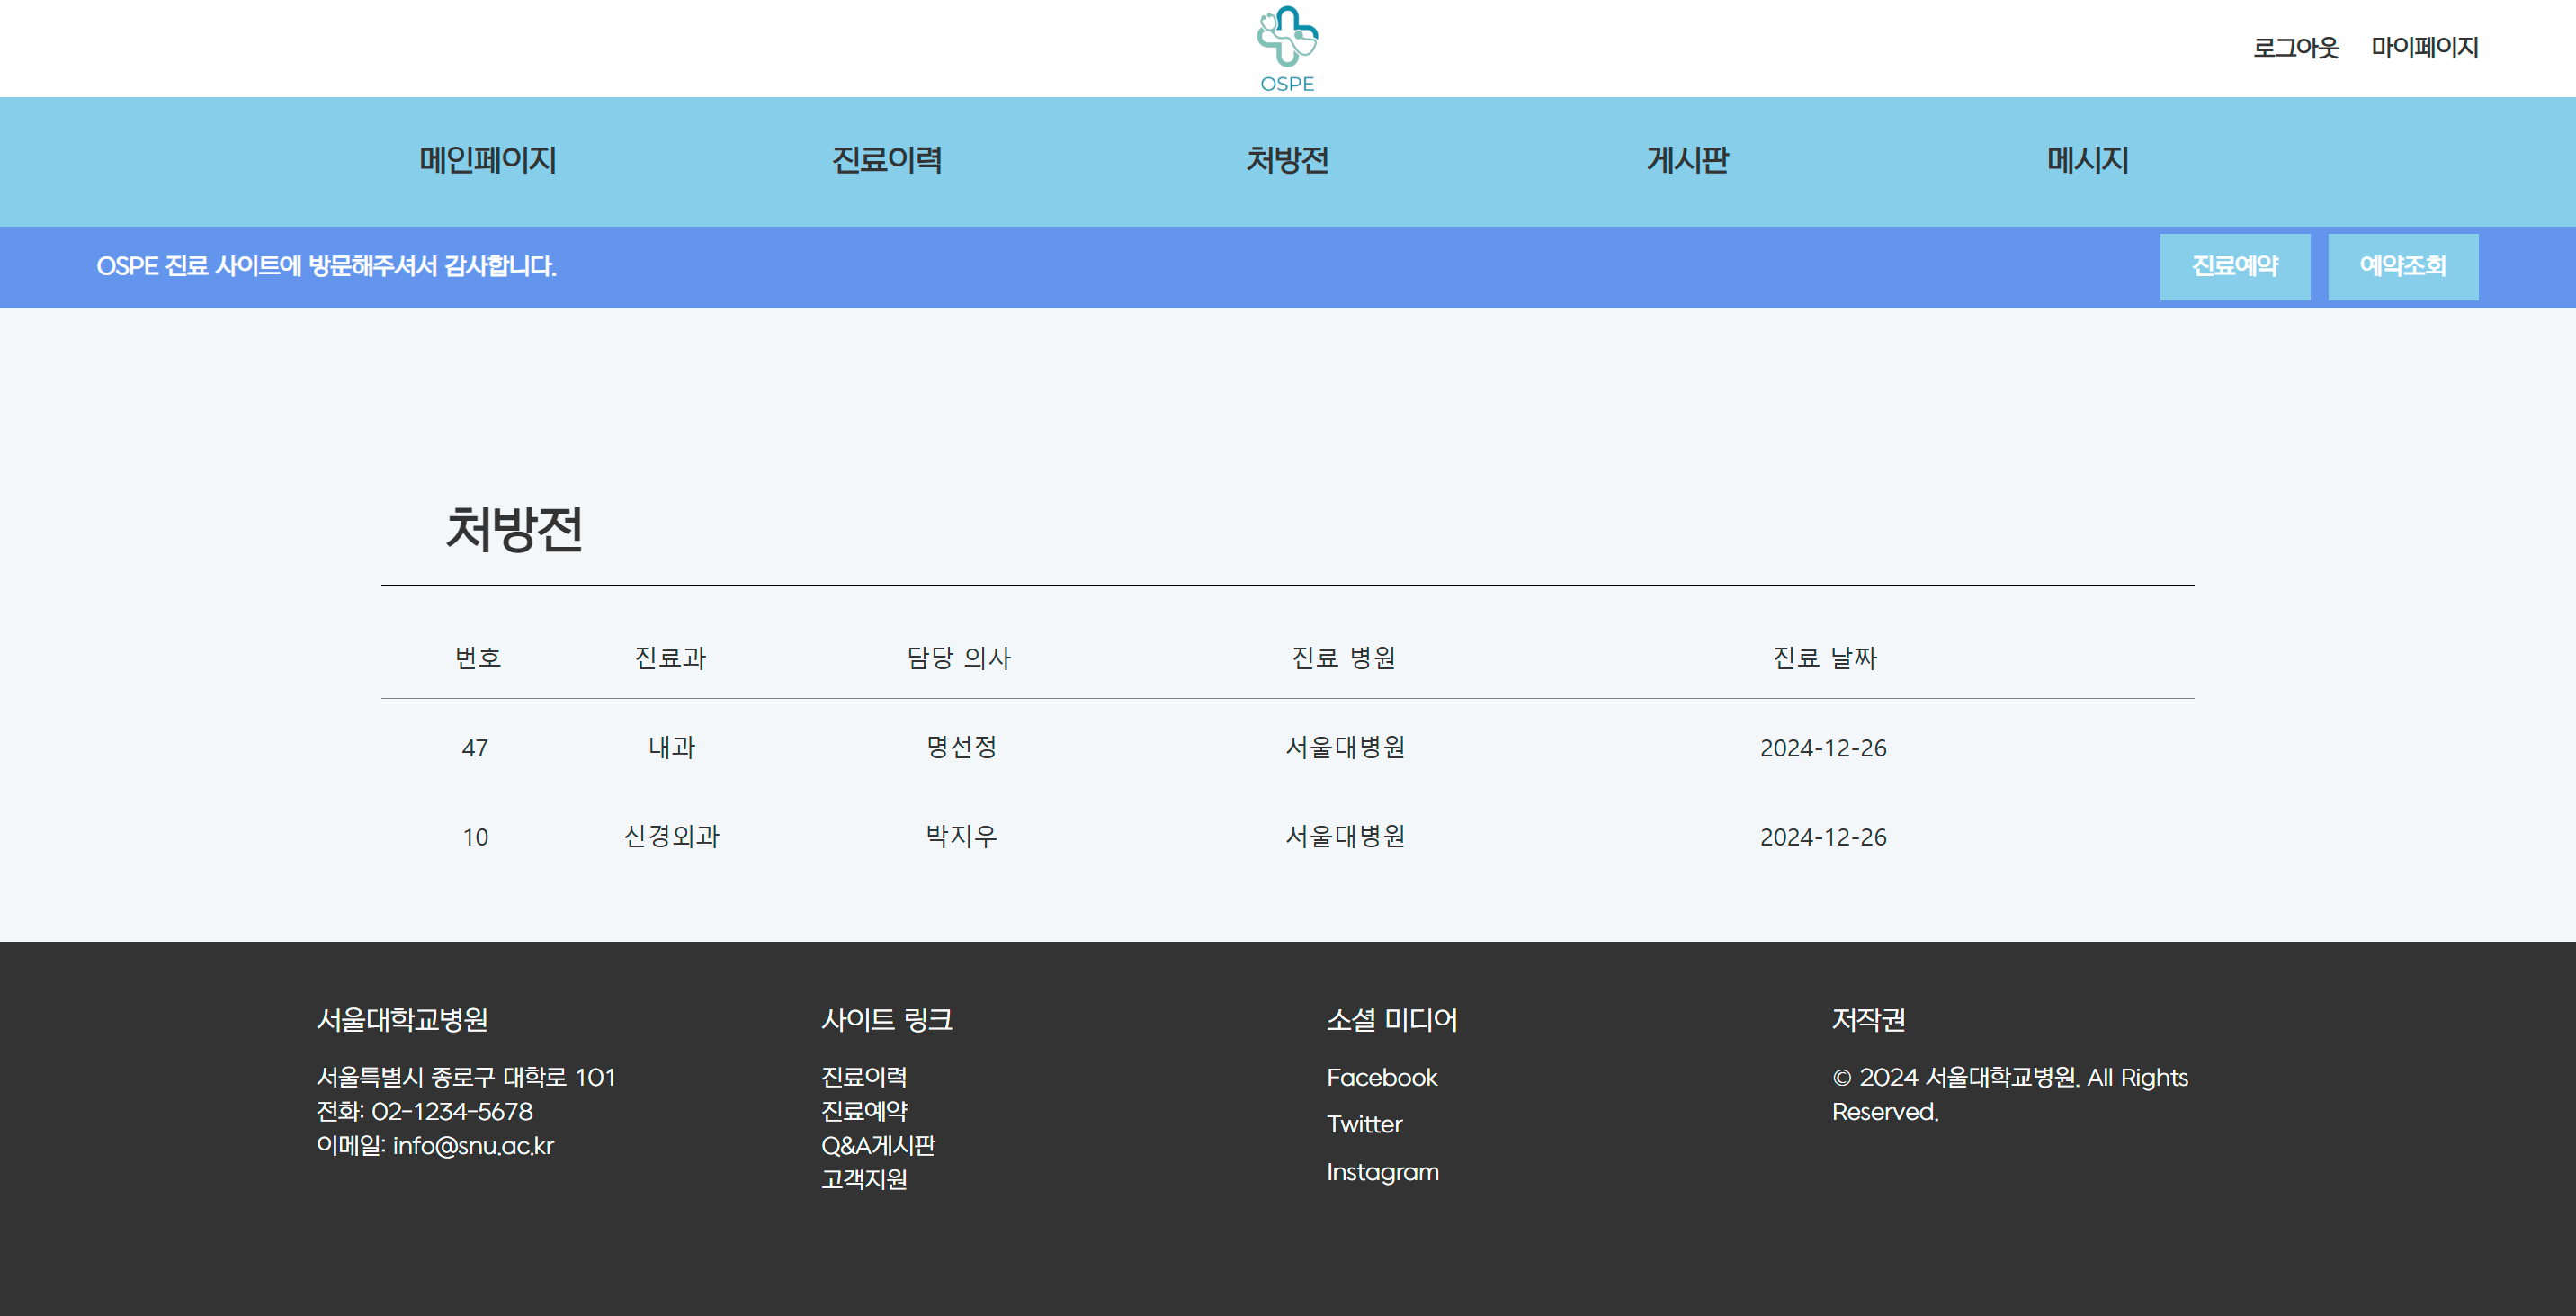 OSPE
로그아웃 마이페이지
메인페이지 진료이력 처방전 게시판 메시지
OSPE 진료 사이트에 방문해주셔서 감사합니다. 진료예약 예약조회
처방전
번호 진료과 담당 의사 진료 병원 진료 날짜
47 내과 명선정 서울대병원 2024-12-26
10 신경외과 박지우 서울대병원 2024-12-26
서울대학교병원
서울특별시 종로구 대학로 101
전화: 02-1234-5678
이메일: info@snu.ac.kr
사이트 링크
진료이력
진료예약
Q&A게시판
고객지원
소셜 미디어
Facebook
Twitter
Instagram
저작권
© 2024 서울대학교병원. All Rights
Reserved.